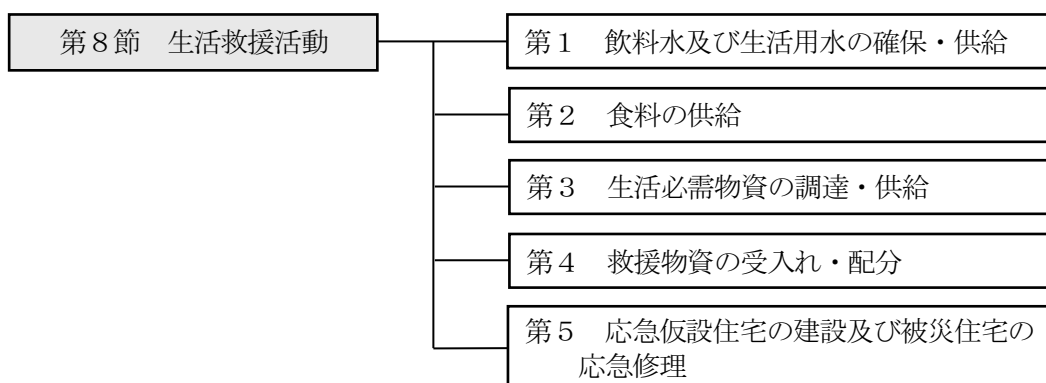 第８節　生活救援活動
第１　飲料水及び生活用水の確保・供給
第２　食料の供給
第３　生活必需物資の調達・供給
第４　救援物資の受入れ・配分
第５　応急仮設住宅の建設及び被災住宅の
応急修理